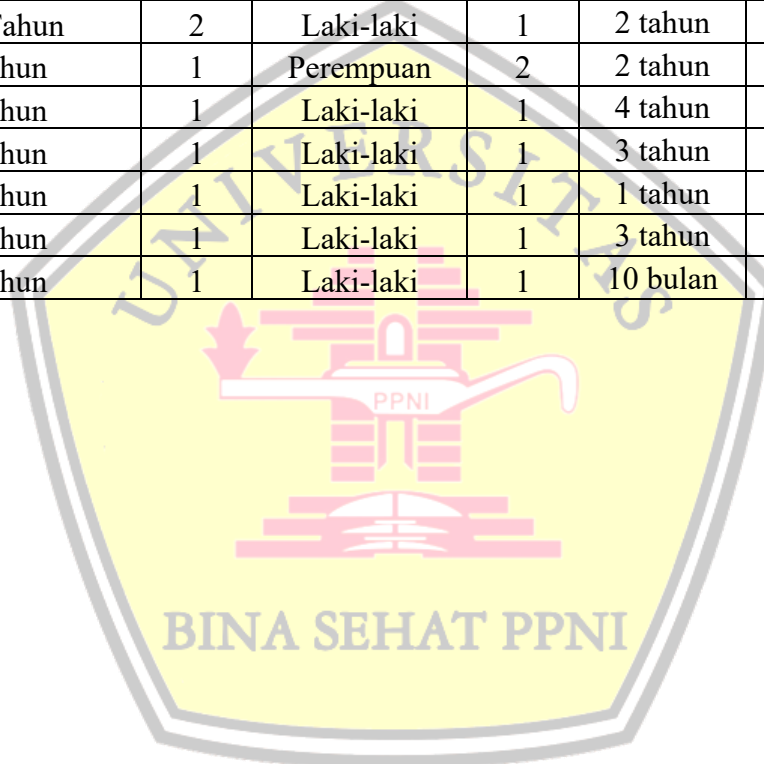 Tahun 2 Laki-laki 1 2 tahun
hun 1 Perempuan 2 2 tahun
hun 1 Laki-laki 1 4 tahun
hun 1 Laki-laki 1 3 tahun
hun 1 Laki-laki 1 1 tahun
hun 1 Laki-laki 1 3 tahun
hun 1 Laki-laki 1 10 bulan
UNIVERSITAS
PPNI
BINA SEHAT PPNI